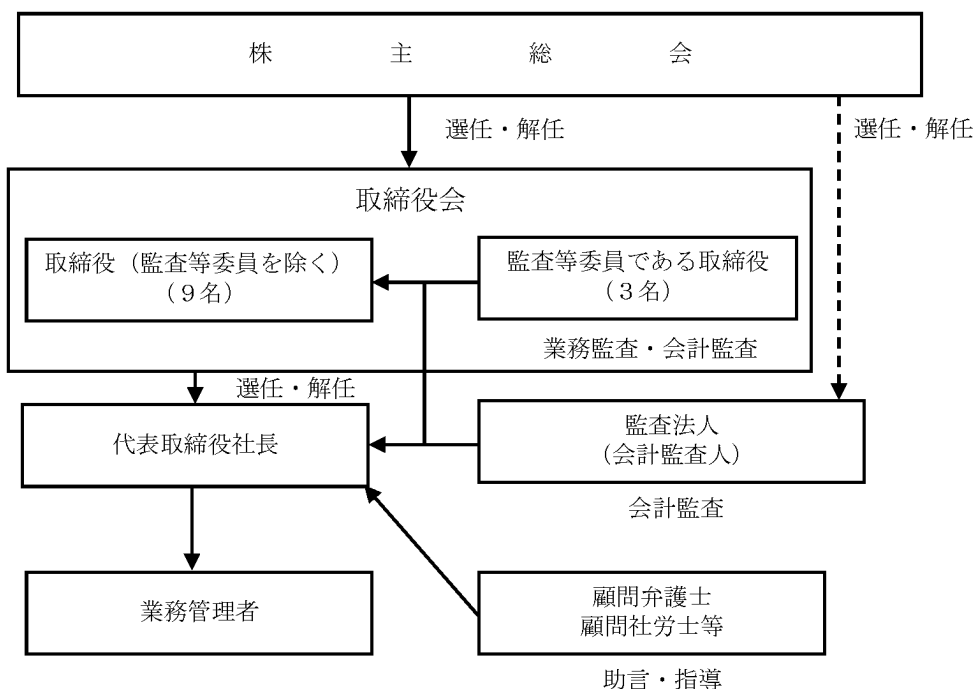 株主総会
選任・解任
選任・解任
取締役会
取締役（監査等委員を除く）
（９名）
監査等委員である取締役
（３名）
業務監査・会計監査
選任・解任
代表取締役社長
監査法人
（会計監査人）
会計監査
業務管理者
顧問弁護士
顧問社労士等
助言・指導